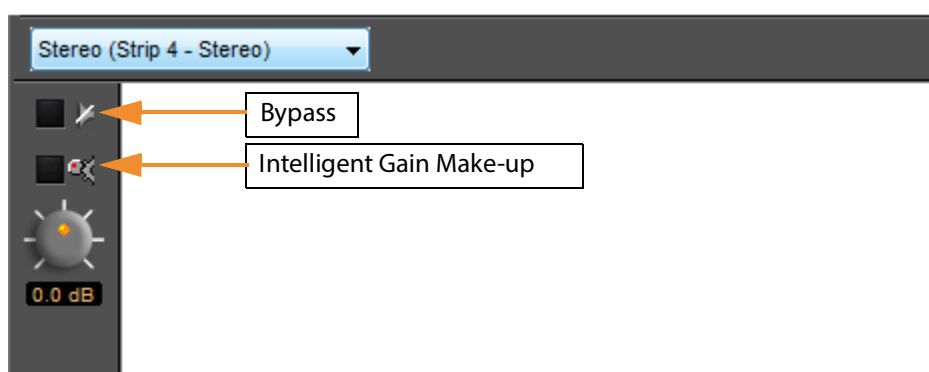 Stereo (Strip 4 - Stereo)
Bypass
Intelligent Gain Make-up
0.0 dB